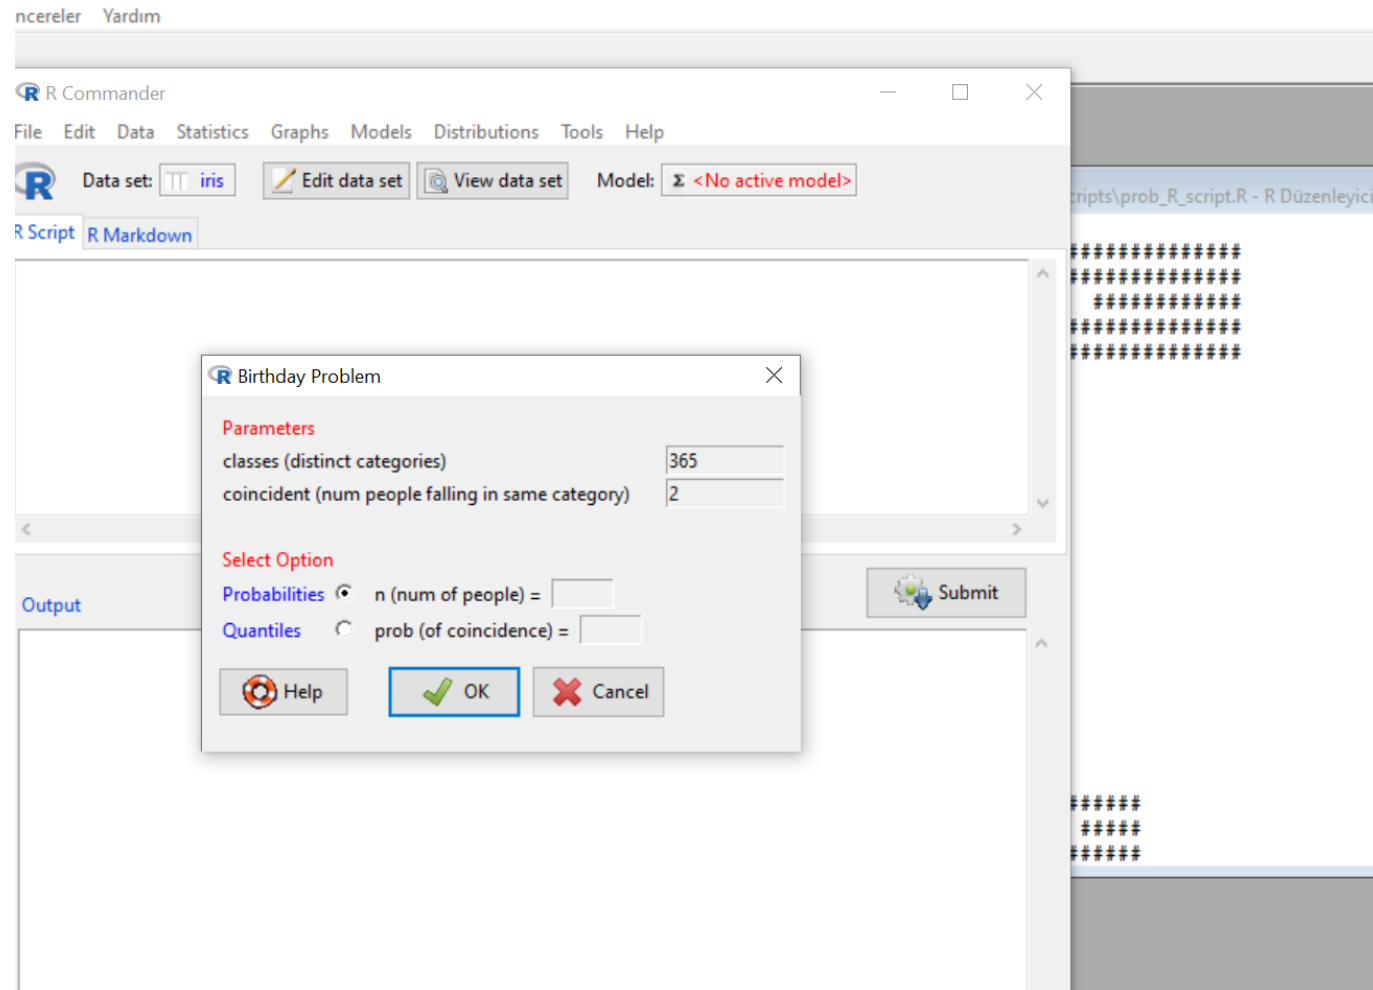 ncereler Yardım
R Commander
File Edit Data Statistics Graphs Models Distributions Tools Help
Data set: iris Edit data set View data set Model: Σ <No active model>
cripts\prob_R_script.R - R Düzenleyici
R Script R Markdown
##############
##############
############
##############
##############
Birthday Problem
Parameters
classes (distinct categories) 365
coincident (num people falling in same category) 2
Select Option
Probabilities n (num of people) =
Quantiles prob (of coincidence) =
Output
Submit
Help OK Cancel
######
#####
######